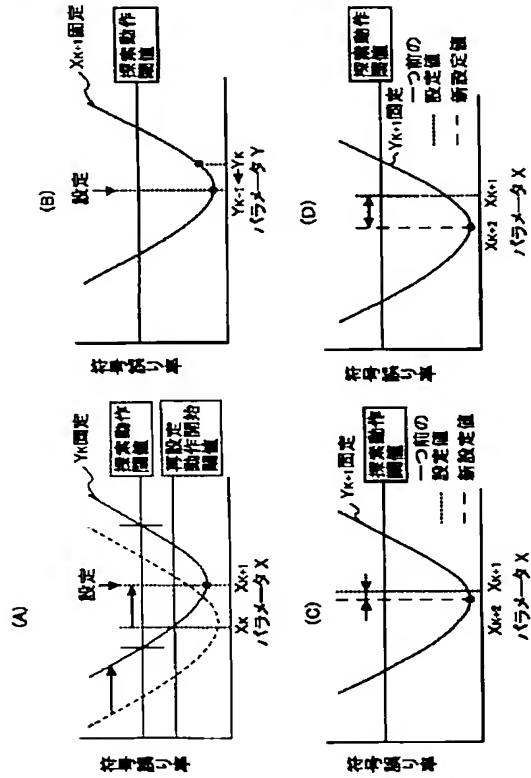 (A)
符号誤り率
YK固定
探索動作
閾値
再設定
動作開始
閾値
設定
XK
XK+1
パラメータX
(B)
符号誤り率
XK+1固定
探索動作
閾値
設定
YK+1
YK
パラメータY
(C)
符号誤り率
YK+1固定
探索動作
閾値
一つ前の
設定値
新設定値
XK+2
XK+1
パラメータX
(D)
符号誤り率
探索動作
閾値
YK+1固定
一つ前の
設定値
新設定値
XK+2
XK+1
パラメータX